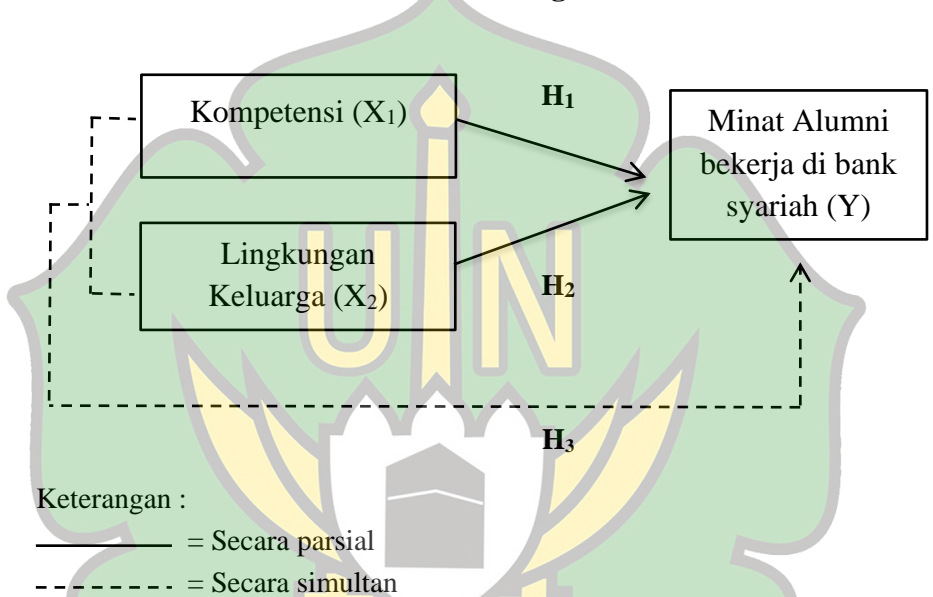 Kompetensi (X₁)
H₁
Minat Alumni
bekerja di bank
syariah (Y)
Lingkungan
Keluarga (X₂)
H₂
H₃
UIN
Keterangan :
= Secara parsial
= Secara simultan